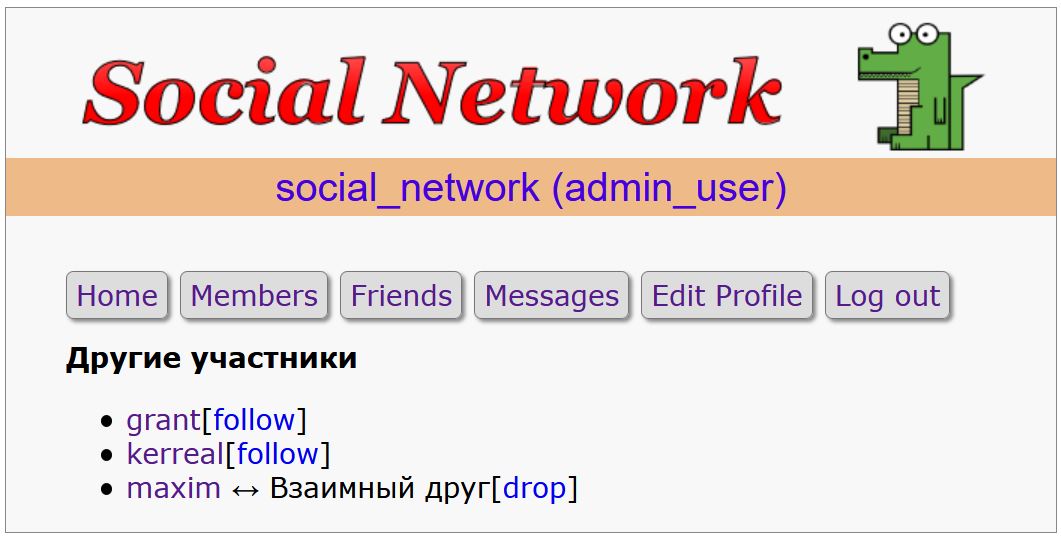 Social Network
social_network (admin_user)
Home Members Friends Messages Edit Profile Log out
Другие участники
• grant[follow]
• kerreal[follow]
• maxim ↔ Взаимный друг[drop]